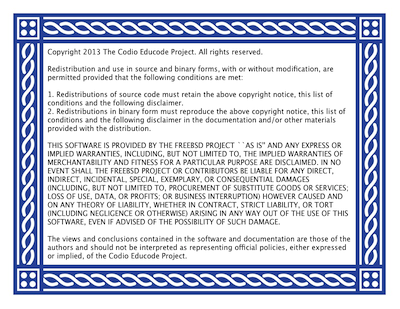 Copyright 2013 The Codio Educode Project. All rights reserved.
Redistribution and use in source and binary forms, with or without modification, are
permitted provided that the following conditions are met:
1. Redistributions of source code must retain the above copyright notice, this list of
conditions and the following disclaimer.
2. Redistributions in binary form must reproduce the above copyright notice, this list of
conditions and the following disclaimer in the documentation and/or other materials
provided with the distribution.
THIS SOFTWARE IS PROVIDED BY THE FREEBSD PROJECT ``AS IS'' AND ANY EXPRESS OR
IMPLIED WARRANTIES, INCLUDING, BUT NOT LIMITED TO, THE IMPLIED WARRANTIES OF
MERCHANTABILITY AND FITNESS FOR A PARTICULAR PURPOSE ARE DISCLAIMED. IN NO
EVENT SHALL THE FREEBSD PROJECT OR CONTRIBUTORS BE LIABLE FOR ANY DIRECT,
INDIRECT, INCIDENTAL, SPECIAL, EXEMPLARY, OR CONSEQUENTIAL DAMAGES
(INCLUDING, BUT NOT LIMITED TO, PROCUREMENT OF SUBSTITUTE GOODS OR SERVICES;
LOSS OF USE, DATA, OR PROFITS; OR BUSINESS INTERRUPTION) HOWEVER CAUSED AND
ON ANY THEORY OF LIABILITY, WHETHER IN CONTRACT, STRICT LIABILITY, OR TORT
(INCLUDING NEGLIGENCE OR OTHERWISE) ARISING IN ANY WAY OUT OF THE USE OF THIS
SOFTWARE, EVEN IF ADVISED OF THE POSSIBILITY OF SUCH DAMAGE.
The views and conclusions contained in the software and documentation are those of the
authors and should not be interpreted as representing official policies, either expressed
or implied, of the Codio Educode Project.